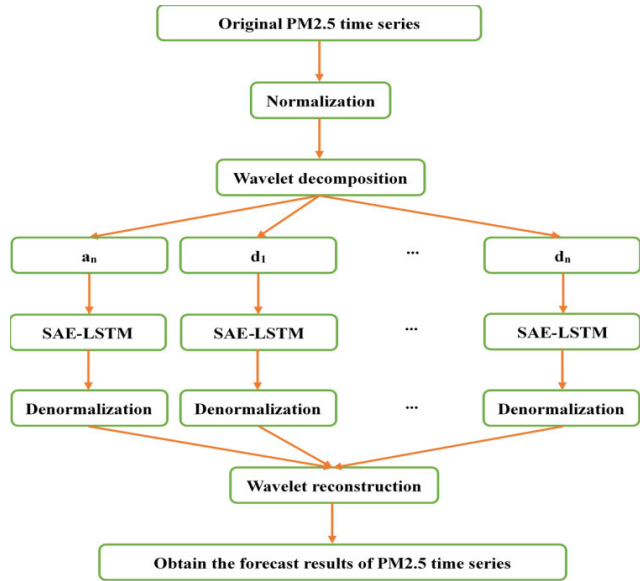 Original PM2.5 time series
Normalization
Wavelet decomposition
aₙ d₁ ... dₙ
SAE-LSTM SAE-LSTM ... SAE-LSTM
Denormalization Denormalization ... Denormalization
Wavelet reconstruction
Obtain the forecast results of PM2.5 time series